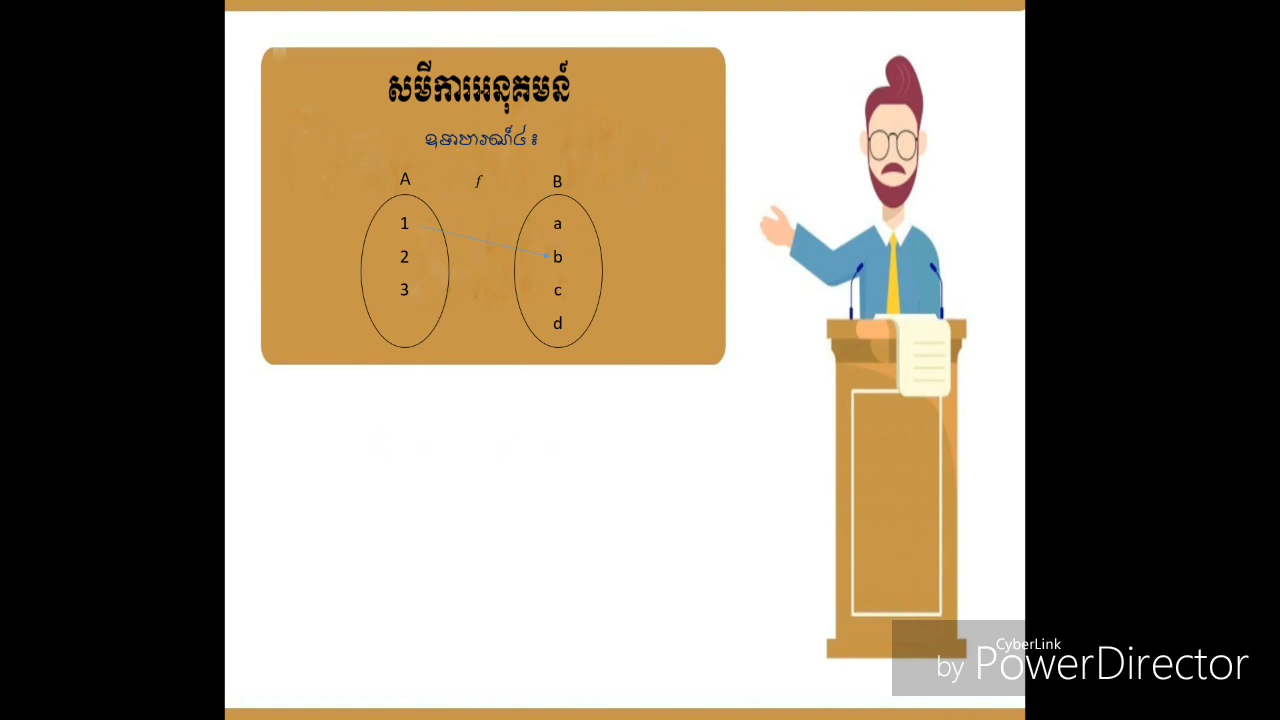 សមីការអនុគមន៍
ឧទាហរណ៍៤៖
A f B
1 a
2 b
3 c
d
CyberLink
by PowerDirector